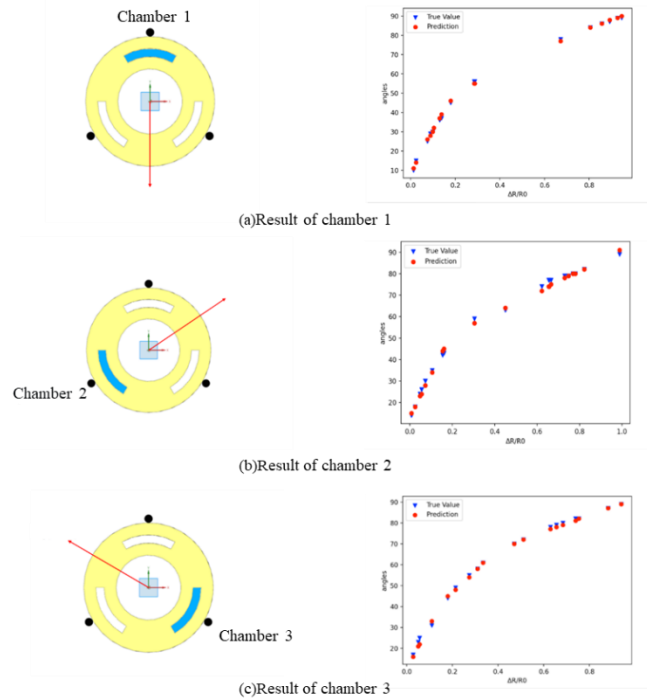 Chamber 1
True Value
Prediction
90
80
70
60
50
40
30
20
10
angles
0.0 0.2 0.4 0.6 0.8
ΔR/R0
(a)Result of chamber 1
Chamber 2
True Value
Prediction
90
80
70
60
50
40
30
20
angles
0.0 0.2 0.4 0.6 0.8 1.0
ΔR/R0
(b)Result of chamber 2
Chamber 3
True Value
Prediction
90
80
70
60
50
40
30
20
angles
0.0 0.2 0.4 0.6 0.8
ΔR/R0
(c)Result of chamber 3